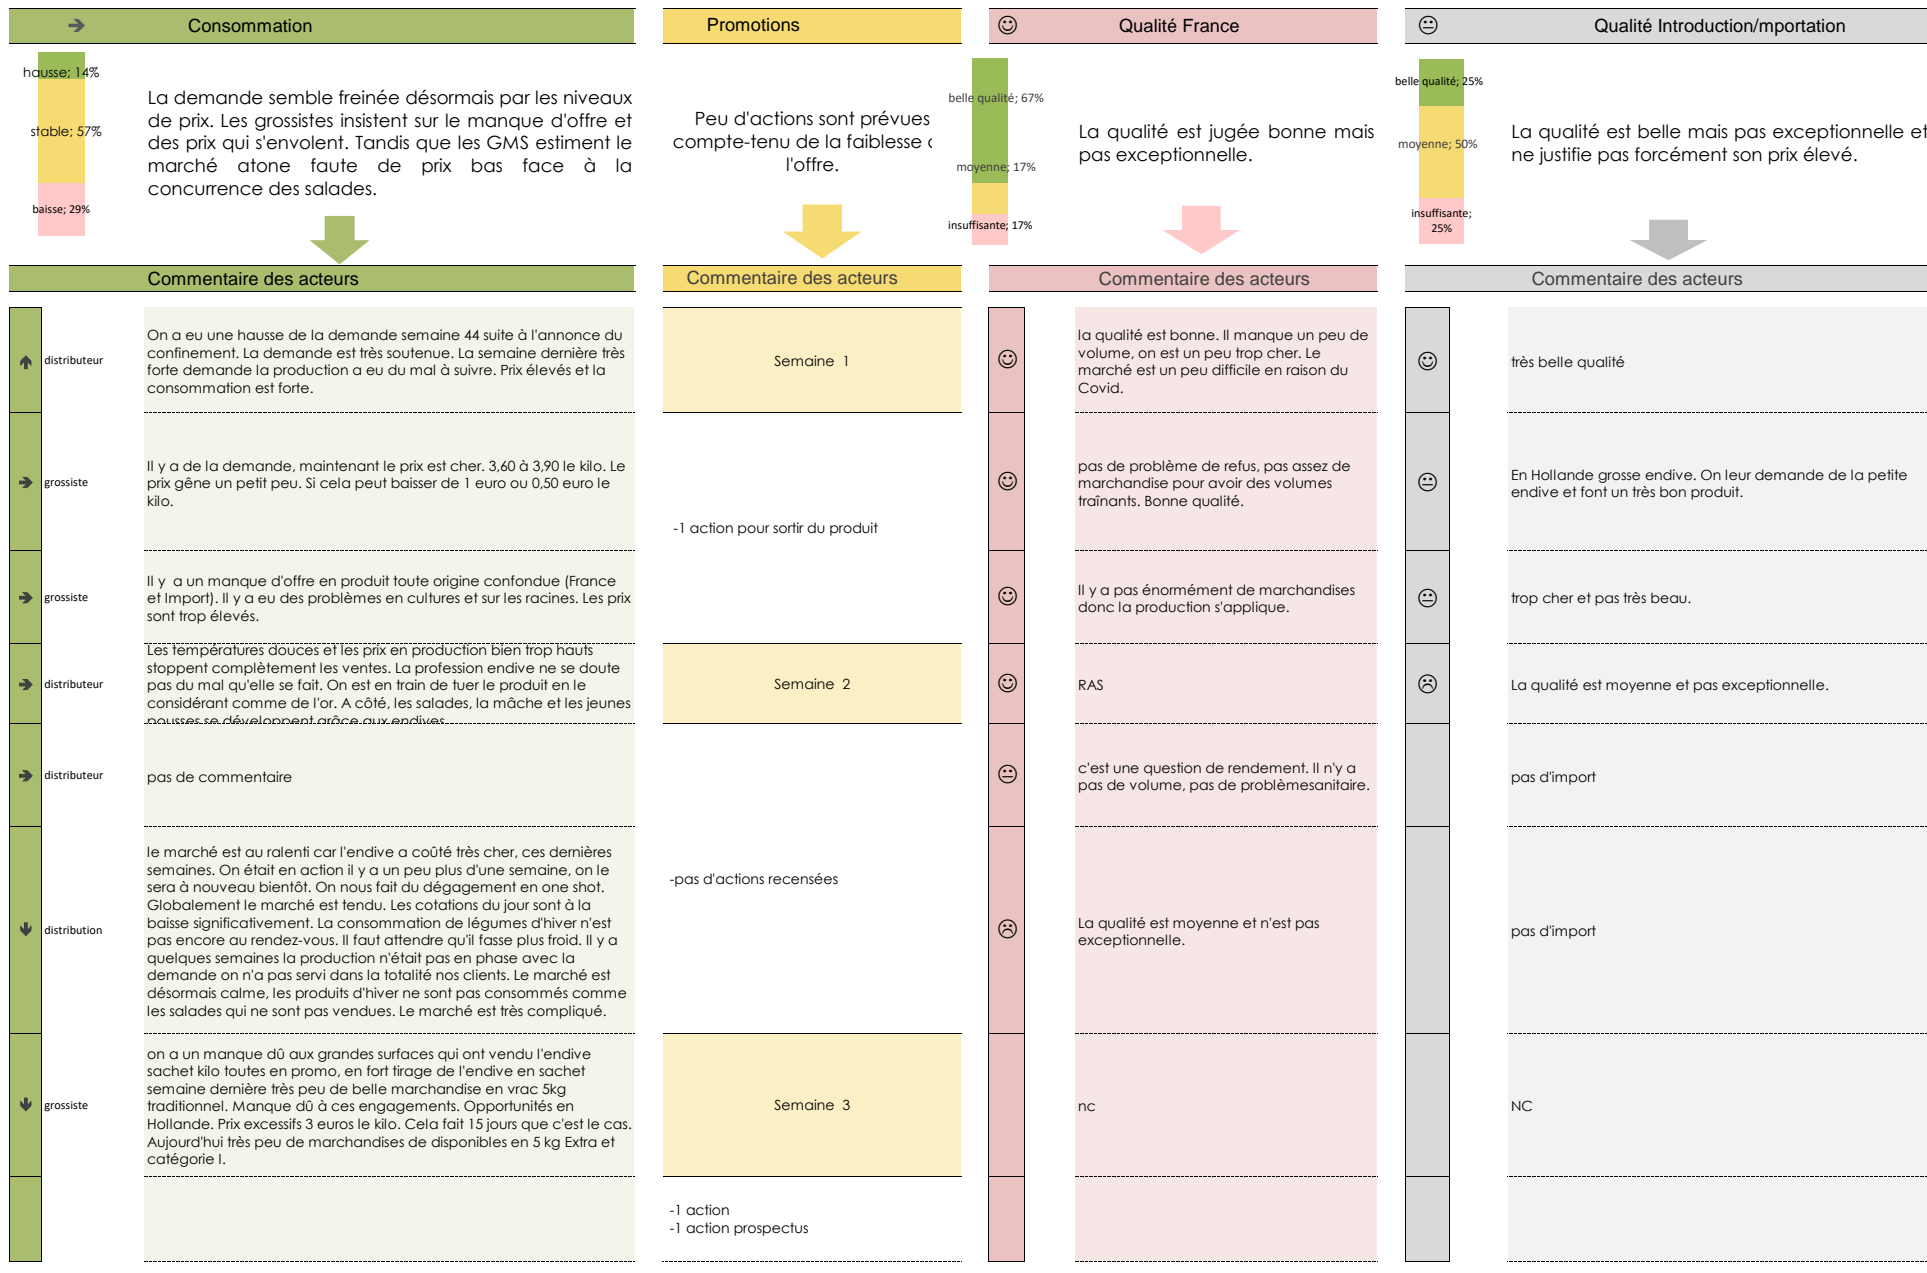 ➔ Consommation
hausse; 14%
stable; 57%
baisse; 29%
La demande semble freinée désormais par les niveaux
de prix. Les grossistes insistent sur le manque d'offre et
des prix qui s'envolent. Tandis que les GMS estiment le
marché atone faute de prix bas face à la
concurrence des salades.
Promotions
Peu d'actions sont prévues
compte-tenu de la faiblesse
l'offre.
Qualité France
belle qualité; 67%
moyenne; 17%
insuffisante; 17%
La qualité est jugée bonne mais
pas exceptionnelle.
Qualité Introduction/mportation
belle qualité; 25%
moyenne; 50%
insuffisante;
25%
La qualité est belle mais pas exceptionnelle et
ne justifie pas forcément son prix élevé.
Commentaire des acteurs
distributeur
On a eu une hausse de la demande semaine 44 suite à l'annonce du
confinement. La demande est très soutenue. La semaine dernière très
forte demande la production a eu du mal à suivre. Prix élevés et la
consommation est forte.
grossiste
Il y a de la demande, maintenant le prix est cher. 3,60 à 3,90 le kilo. Le
prix gêne un petit peu. Si cela peut baisser de 1 euro ou 0,50 euro le
kilo.
grossiste
Il y a un manque d'offre en produit toute origine confondue (France
et Import). Il y a eu des problèmes en cultures et sur les racines. Les prix
sont trop élevés.
distributeur
Les températures douces et les prix en production bien trop hauts
stoppent complètement les ventes. La profession endive ne se doute
pas du mal qu'elle se fait. On est en train de tuer le produit en le
considérant comme de l'or. A côté, les salades, la mâche et les jeunes
pousses se développent grâce aux endives.
distributeur
pas de commentaire
distribution
le marché est au ralenti car l'endive a coûté très cher, ces dernières
semaines. On était en action il y a un peu plus d'une semaine, on le
sera à nouveau bientôt. On nous fait du dégagement en one shot.
Globalement le marché est tendu. Les cotations du jour sont à la
baisse significativement. La consommation de légumes d'hiver n'est
pas encore au rendez-vous. Il faut attendre qu'il fasse plus froid. Il y a
quelques semaines la production n'était pas en phase avec la
demande on n'a pas servi dans la totalité nos clients. Le marché est
désormais calme, les produits d'hiver ne sont pas consommés comme
les salades qui ne sont pas vendues. Le marché est très compliqué.
grossiste
on a un manque dû aux grandes surfaces qui ont vendu l'endive
sachet kilo toutes en promo, en fort tirage de l'endive en sachet
semaine dernière très peu de belle marchandise en vrac 5kg
traditionnel. Manque dû à ces engagements. Opportunités en
Hollande. Prix excessifs 3 euros le kilo. Cela fait 15 jours que c'est le cas.
Aujourd'hui très peu de marchandises de disponibles en 5 kg Extra et
catégorie I.
Commentaire des acteurs
Semaine 1
-1 action pour sortir du produit
Semaine 2
-pas d'actions recensées
Semaine 3
-1 action
-1 action prospectus
Commentaire des acteurs
la qualité est bonne. Il manque un peu de
volume, on est un peu trop cher. Le
marché est un peu difficile en raison du
Covid.
pas de problème de refus, pas assez de
marchandise pour avoir des volumes
traînants. Bonne qualité.
Il y a pas énormément de marchandises
donc la production s'applique.
RAS
c'est une question de rendement. Il n'y a
pas de volume, pas de problèmesanitaire.
La qualité est moyenne et n'est pas
exceptionnelle.
nc
Commentaire des acteurs
très belle qualité
En Hollande grosse endive. On leur demande de la petite
endive et font un très bon produit.
trop cher et pas très beau.
La qualité est moyenne et pas exceptionnelle.
pas d'import
pas d'import
NC